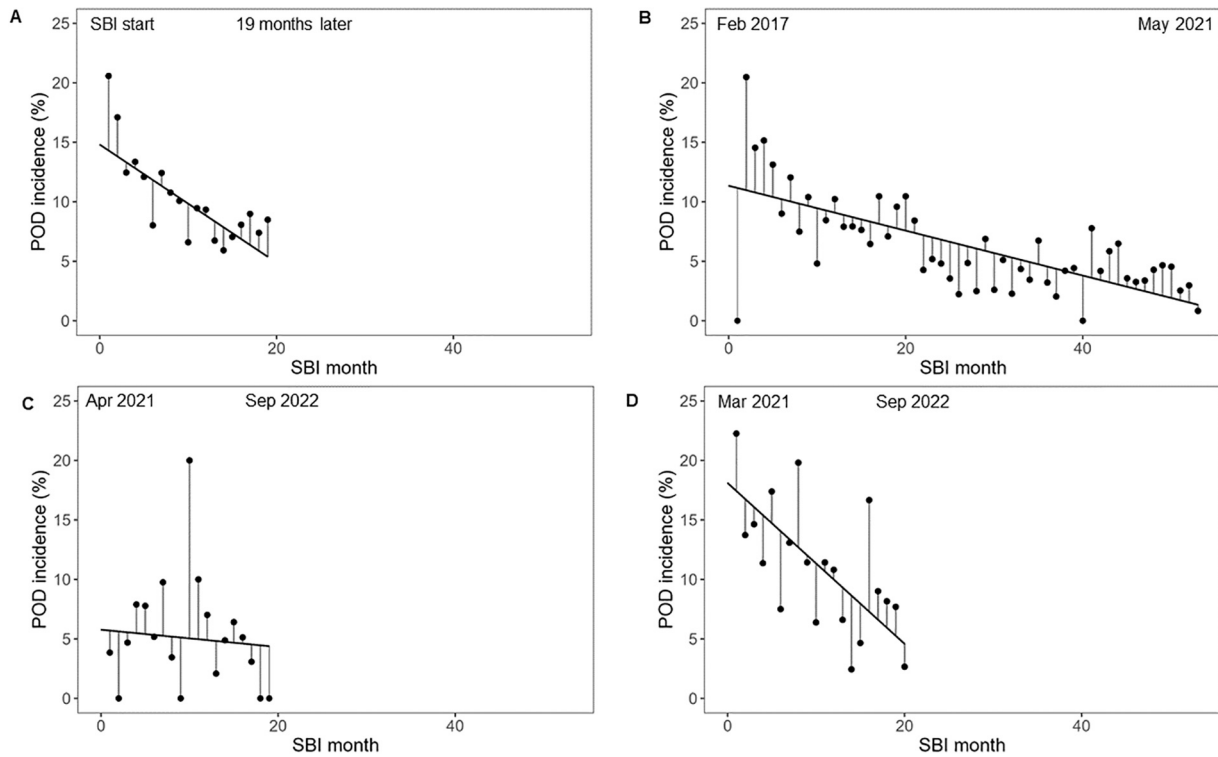 A
SBI start 19 months later
25
20
15
10
5
0
POD incidence (%)
0 20 40
SBI month
B
Feb 2017 May 2021
25
20
15
10
5
0
POD incidence (%)
0 20 40
SBI month
C
Apr 2021 Sep 2022
25
20
15
10
5
0
POD incidence (%)
0 20 40
SBI month
D
Mar 2021 Sep 2022
25
20
15
10
5
0
POD incidence (%)
0 20 40
SBI month